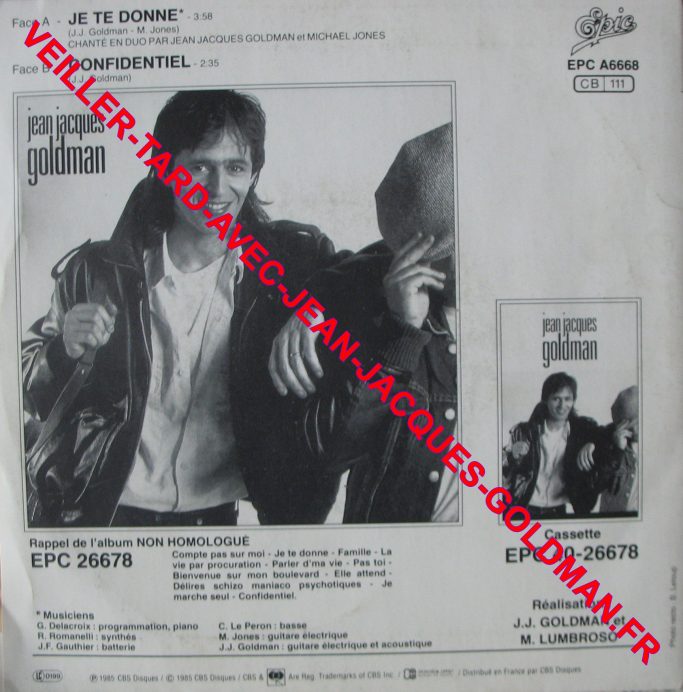 Face A - JE TE DONNE* - 3:58
(J.J. Goldman - M. Jones)
CHANTÉ EN DUO PAR JEAN JACQUES GOLDMAN et MICHAEL JONES
Face B - CONFIDENTIEL - 2:35
(J.J. Goldman)
Epic
EPC A6668
CB 111
jean jacques
goldman
VEILLER-TARD-AVEC-JEAN-JACQUES-GOLDMAN.FR
jean jacques
goldman
Cassette
EPC 40-26678
Rappel de l'album NON HOMOLOGUÉ
EPC 26678
Compte pas sur moi - Je te donne - Famille - La
vie par procuration - Parler d'ma vie - Pas toi -
Bienvenue sur mon boulevard - Elle attend -
Délires schizo maniaco psychotiques - Je
marche seul - Confidentiel.
* Musiciens
G. Delacroix : programmation, piano
R. Romanelli : synthés
J.F. Gauthier : batterie
C. Le Peron : basse
M. Jones : guitare électrique
J.J. Goldman : guitare électrique et acoustique
Réalisation
J.J. GOLDMAN et
M. LUMBROSO
℗ 1985 CBS Disques / © 1985 CBS Disques / CBS & Are Reg. Trademarks of CBS Inc. / Distribué en France par CBS Disques